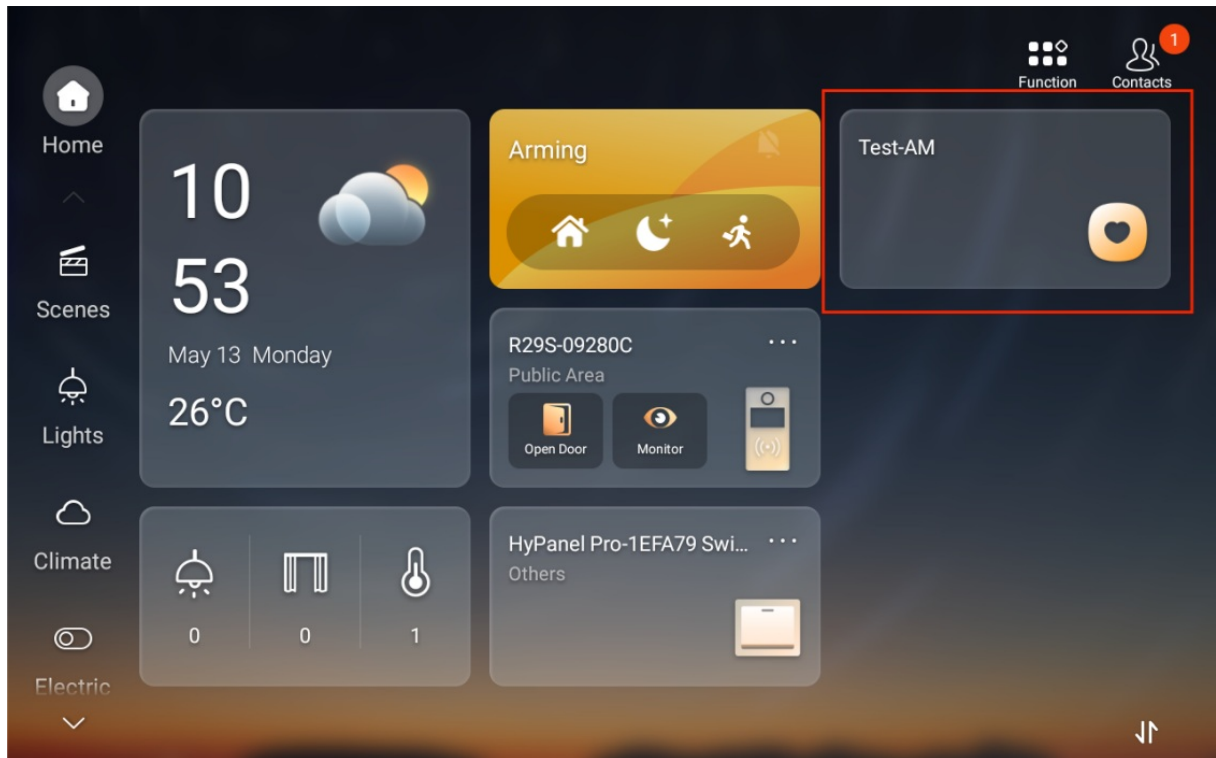 Function
Contacts
1
Home
Scenes
Lights
Climate
Electric
10
53
May 13 Monday
26°C
0
0
1
Arming
R29S-09280C
Public Area
Open Door
Monitor
HyPanel Pro-1EFA79 Swi...
Others
Test-AM